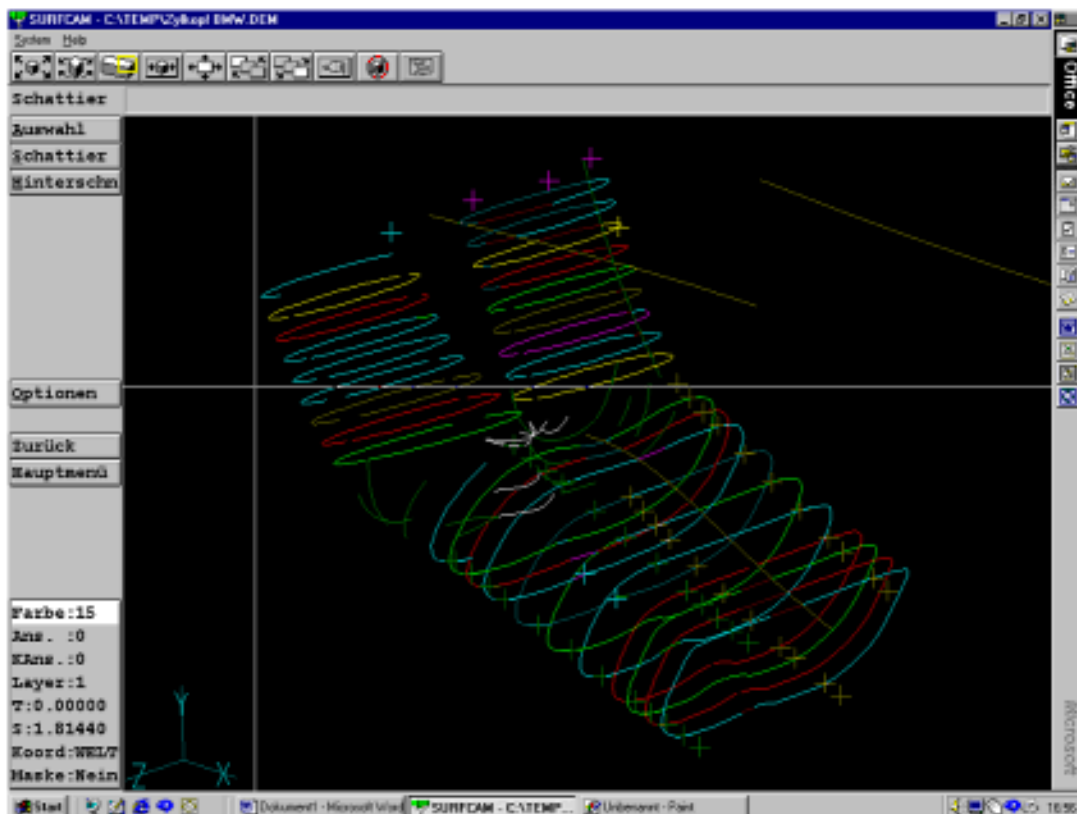 SURFCAM - C:\TEMP\Zylkopf BMW.DEM
System Help
Schattier
Auswahl
Schattier
Hinterschn
Optionen
Zurück
Hauptmenü
Farbe:15
Ans. :0
KAns.:0
Layer:1
T:0.00000
S:1.81440
Koord:WELT
Maske:Nein
Y
Z X
Office
Microsoft
Start Dokument1 - Microsoft Word SURFCAM - C:\TEMP... Unbenannt - Paint 16:56